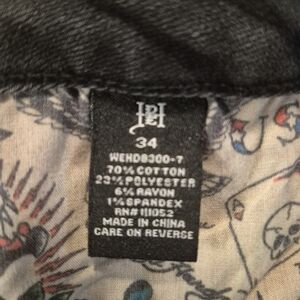 34
WEHD8300-7
70% COTTON
23% POLYESTER
6% RAYON
1% SPANDEX
RN# 111052
MADE IN CHINA
CARE ON REVERSE